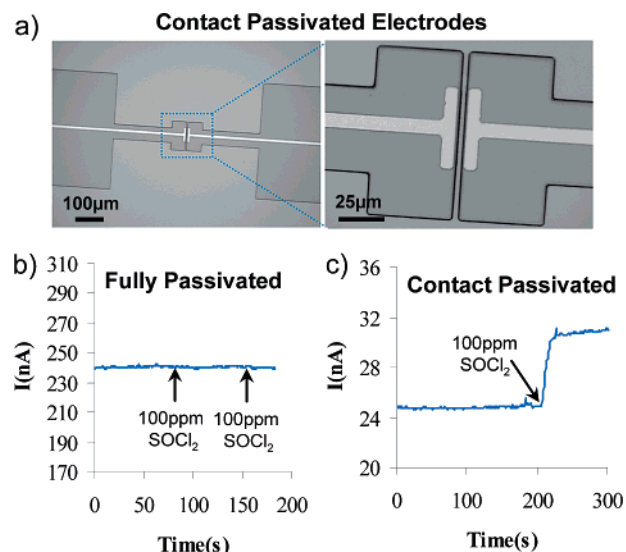 Contact Passivated Electrodes
a)
100μm
25μm
b)
Fully Passivated
I(nA)
310
290
270
250
230
210
190
170
100ppm
SOCl₂
100ppm
SOCl₂
0
50
100
150
200
Time(s)
c)
Contact Passivated
I(nA)
36
32
28
24
20
100ppm
SOCl₂
0
100
200
300
Time(s)